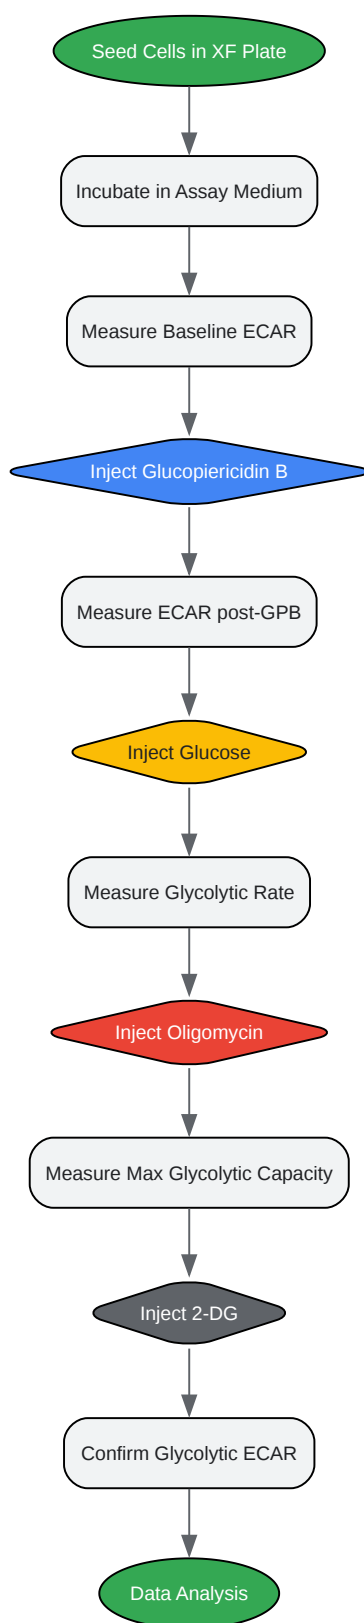 Seed Cells in XF Plate
Incubate in Assay Medium
Measure Baseline ECAR
Inject Glucopiericidin B
Measure ECAR post-GPB
Inject Glucose
Measure Glycolytic Rate
Inject Oligomycin
Measure Max Glycolytic Capacity
Inject 2-DG
Confirm Glycolytic ECAR
Data Analysis